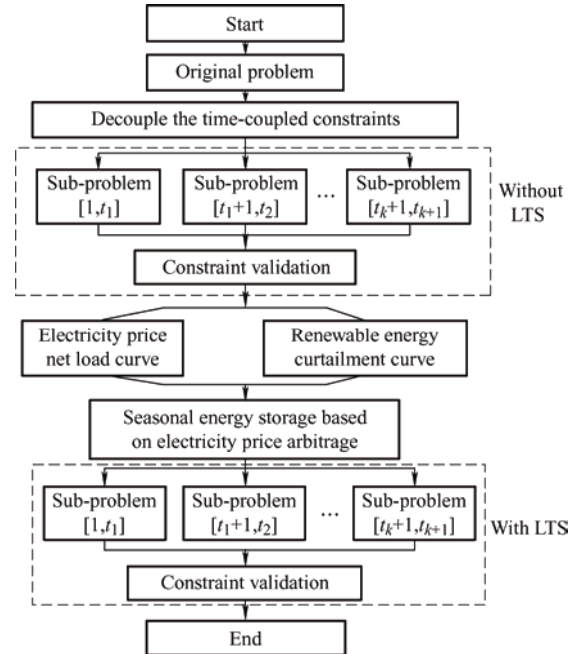 Start
Original problem
Decouple the time-coupled constraints
Sub-problem
[1,t₁]
Sub-problem
[t₁+1,t₂]
...
Sub-problem
[tₖ+1,tₖ₊₁]
Without
LTS
Constraint validation
Electricity price
net load curve
Renewable energy
curtailment curve
Seasonal energy storage based
on electricity price arbitrage
Sub-problem
[1,t₁]
Sub-problem
[t₁+1,t₂]
...
Sub-problem
[tₖ+1,tₖ₊₁]
With LTS
Constraint validation
End